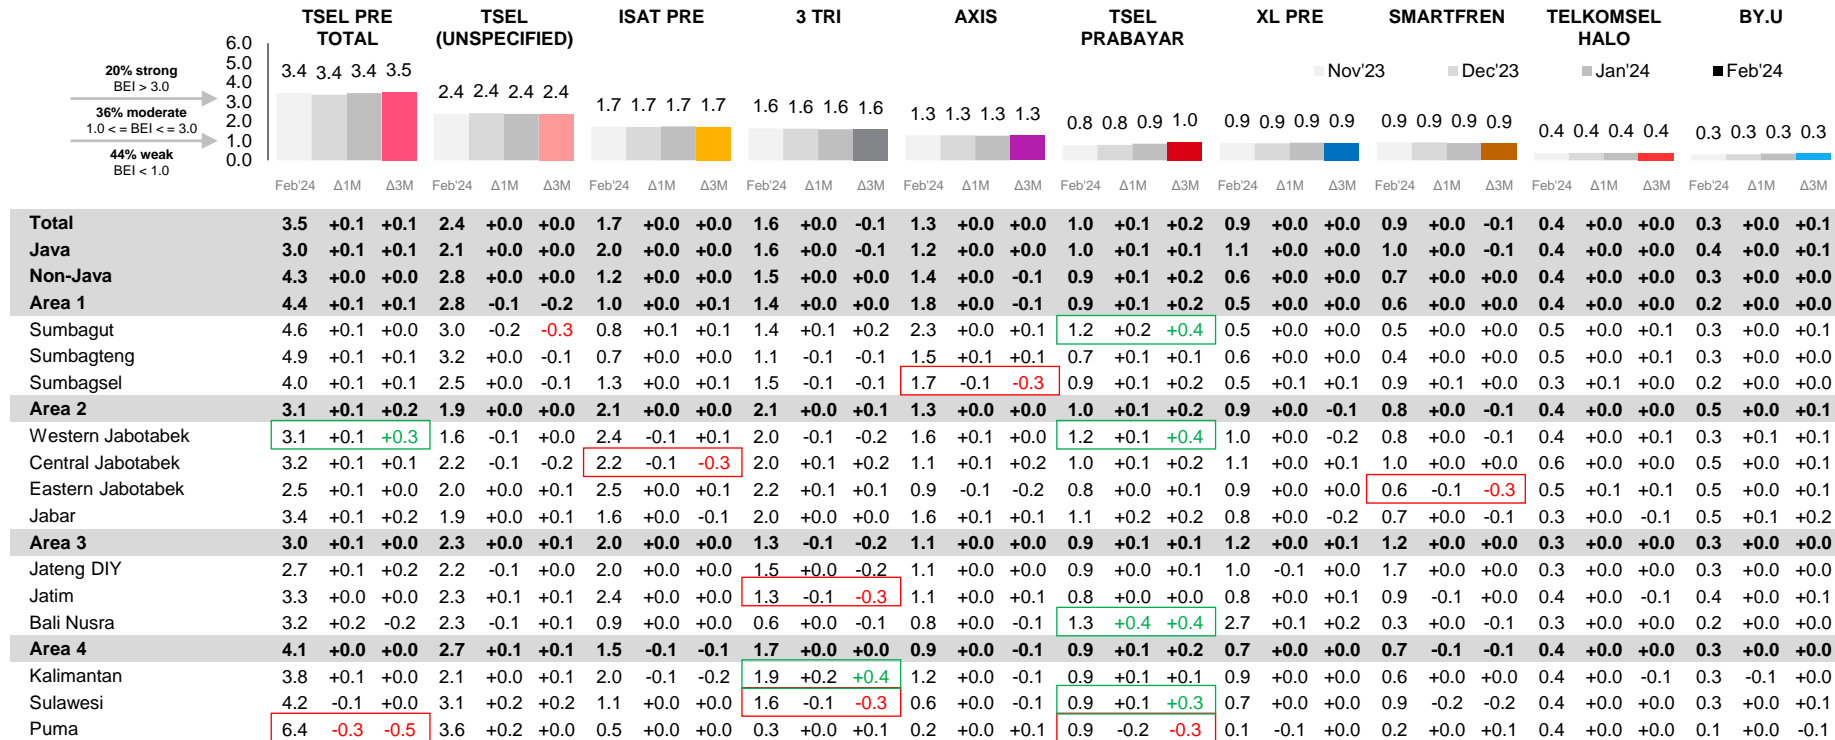 TSEL PRE TOTAL TSEL (UNSPECIFIED) ISAT PRE 3 TRI AXIS TSEL PRABAYAR XL PRE SMARTFREN TELKOMSEL HALO BY.U
6.0
5.0
4.0
3.0
2.0
1.0
0.0
20% strong
BEI > 3.0
36% moderate
1.0 < = BEI < = 3.0
44% weak
BEI < 1.0
Nov'23 Dec'23 Jan'24 Feb'24
3.4 3.4 3.4 3.5 2.4 2.4 2.4 2.4 1.7 1.7 1.7 1.7 1.6 1.6 1.6 1.6 1.3 1.3 1.3 1.3 0.8 0.8 0.9 1.0 0.9 0.9 0.9 0.9 0.9 0.9 0.9 0.9 0.4 0.4 0.4 0.4 0.3 0.3 0.3 0.3
Feb'24 Δ1M Δ3M Feb'24 Δ1M Δ3M Feb'24 Δ1M Δ3M Feb'24 Δ1M Δ3M Feb'24 Δ1M Δ3M Feb'24 Δ1M Δ3M Feb'24 Δ1M Δ3M Feb'24 Δ1M Δ3M Feb'24 Δ1M Δ3M Feb'24 Δ1M Δ3M
Total 3.5 +0.1 +0.1 2.4 +0.0 +0.0 1.7 +0.0 +0.0 1.6 +0.0 -0.1 1.3 +0.0 +0.0 1.0 +0.1 +0.2 0.9 +0.0 +0.0 0.9 +0.0 -0.1 0.4 +0.0 +0.0 0.3 +0.0 +0.1
Java 3.0 +0.1 +0.1 2.1 +0.0 +0.0 2.0 +0.0 +0.0 1.6 +0.0 -0.1 1.2 +0.0 +0.0 1.0 +0.1 +0.1 1.1 +0.0 +0.0 1.0 +0.0 -0.1 0.4 +0.0 +0.0 0.4 +0.0 +0.1
Non-Java 4.3 +0.0 +0.0 2.8 +0.0 +0.0 1.2 +0.0 +0.0 1.5 +0.0 +0.0 1.4 +0.0 -0.1 0.9 +0.1 +0.2 0.6 +0.0 +0.0 0.7 +0.0 +0.0 0.4 +0.0 +0.0 0.3 +0.0 +0.0
Area 1 4.4 +0.1 +0.1 2.8 -0.1 -0.2 1.0 +0.0 +0.1 1.4 +0.0 +0.0 1.8 +0.0 -0.1 0.9 +0.1 +0.2 0.5 +0.0 +0.0 0.6 +0.0 +0.0 0.4 +0.0 +0.0 0.2 +0.0 +0.0
Sumbagut 4.6 +0.1 +0.0 3.0 -0.2 -0.3 0.8 +0.1 +0.1 1.4 +0.1 +0.2 2.3 +0.0 +0.1 1.2 +0.2 +0.4 0.5 +0.0 +0.0 0.5 +0.0 +0.0 0.5 +0.0 +0.1 0.3 +0.0 +0.1
Sumbagteng 4.9 +0.1 +0.1 3.2 +0.0 -0.1 0.7 +0.0 +0.0 1.1 -0.1 -0.1 1.5 +0.1 +0.1 0.7 +0.1 +0.1 0.6 +0.0 +0.0 0.4 +0.0 +0.0 0.5 +0.0 +0.1 0.3 +0.0 +0.0
Sumbagsel 4.0 +0.1 +0.1 2.5 +0.0 -0.1 1.3 +0.0 +0.1 1.5 -0.1 -0.1 1.7 -0.1 -0.3 0.9 +0.1 +0.2 0.5 +0.1 +0.1 0.9 +0.1 +0.0 0.3 +0.1 +0.0 0.2 +0.0 +0.0
Area 2 3.1 +0.1 +0.2 1.9 +0.0 +0.0 2.1 +0.0 +0.0 2.1 +0.0 +0.1 1.3 +0.0 +0.0 1.0 +0.1 +0.2 0.9 +0.0 -0.1 0.8 +0.0 -0.1 0.4 +0.0 +0.0 0.5 +0.0 +0.1
Western Jabotabek 3.1 +0.1 +0.3 1.6 -0.1 +0.0 2.4 -0.1 +0.1 2.0 -0.1 -0.2 1.6 +0.1 +0.0 1.2 +0.1 +0.4 1.0 +0.0 -0.2 0.8 +0.0 -0.1 0.4 +0.0 +0.1 0.3 +0.1 +0.1
Central Jabotabek 3.2 +0.1 +0.1 2.2 -0.1 -0.2 2.2 -0.1 -0.3 2.0 +0.1 +0.2 1.1 +0.1 +0.2 1.0 +0.1 +0.2 1.1 +0.0 +0.1 1.0 +0.0 +0.0 0.6 +0.0 +0.0 0.5 +0.0 +0.1
Eastern Jabotabek 2.5 +0.1 +0.0 2.0 +0.0 +0.1 2.5 +0.0 +0.1 2.2 +0.1 +0.1 0.9 -0.1 -0.2 0.8 +0.0 +0.1 0.9 +0.0 +0.0 0.6 -0.1 -0.3 0.5 +0.1 +0.1 0.5 +0.0 +0.1
Jabar 3.4 +0.1 +0.2 1.9 +0.0 +0.1 1.6 +0.0 -0.1 2.0 +0.0 +0.0 1.6 +0.1 +0.1 1.1 +0.2 +0.2 0.8 +0.0 -0.2 0.7 +0.0 -0.1 0.3 +0.0 -0.1 0.5 +0.1 +0.2
Area 3 3.0 +0.1 +0.0 2.3 +0.0 +0.1 2.0 +0.0 +0.0 1.3 -0.1 -0.2 1.1 +0.0 +0.0 0.9 +0.1 +0.1 1.2 +0.0 +0.1 1.2 +0.0 +0.0 0.3 +0.0 +0.0 0.3 +0.0 +0.0
Jateng DIY 2.7 +0.1 +0.2 2.2 -0.1 +0.0 2.0 +0.0 +0.0 1.5 +0.0 -0.2 1.1 +0.0 +0.0 0.9 +0.0 +0.1 1.0 -0.1 +0.0 1.7 +0.0 +0.0 0.3 +0.0 +0.0 0.3 +0.0 +0.0
Jatim 3.3 +0.0 +0.0 2.3 +0.1 +0.1 2.4 +0.0 +0.0 1.3 -0.1 -0.3 1.1 +0.0 +0.1 0.8 +0.0 +0.0 0.8 +0.0 +0.1 0.9 -0.1 +0.0 0.4 +0.0 -0.1 0.4 +0.0 +0.1
Bali Nusra 3.2 +0.2 -0.2 2.3 -0.1 +0.1 0.9 +0.0 +0.0 0.6 +0.0 -0.1 0.8 +0.0 -0.1 1.3 +0.4 +0.4 2.7 +0.1 +0.2 0.3 +0.0 -0.1 0.3 +0.0 +0.0 0.2 +0.0 +0.0
Area 4 4.1 +0.0 +0.0 2.7 +0.1 +0.1 1.5 -0.1 -0.1 1.7 +0.0 +0.0 0.9 +0.0 -0.1 0.9 +0.1 +0.2 0.7 +0.0 +0.0 0.7 -0.1 -0.1 0.4 +0.0 +0.0 0.3 +0.0 +0.0
Kalimantan 3.8 +0.1 +0.0 2.1 +0.0 +0.1 2.0 -0.1 -0.2 1.9 +0.2 +0.4 1.2 +0.0 -0.1 0.9 +0.1 +0.1 0.9 +0.0 +0.0 0.6 +0.0 +0.0 0.4 +0.0 -0.1 0.3 -0.1 +0.0
Sulawesi 4.2 -0.1 +0.0 3.1 +0.2 +0.2 1.1 +0.0 +0.0 1.6 -0.1 -0.3 0.6 +0.0 -0.1 0.9 +0.1 +0.3 0.7 +0.0 +0.0 0.9 -0.2 -0.2 0.4 +0.0 +0.0 0.3 +0.0 +0.1
Puma 6.4 -0.3 -0.5 3.6 +0.2 +0.0 0.5 +0.0 +0.0 0.3 +0.0 +0.1 0.2 +0.0 +0.1 0.9 -0.2 -0.3 0.1 -0.1 +0.0 0.2 +0.0 +0.1 0.4 +0.0 +0.0 0.1 +0.0 -0.1